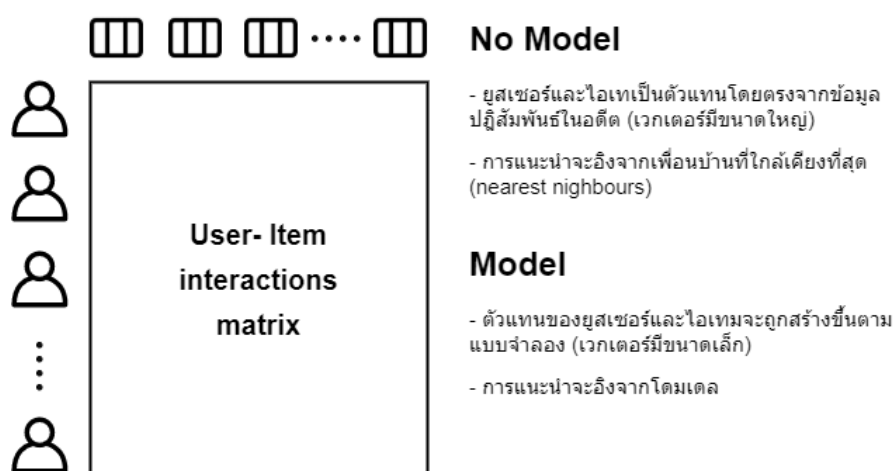 No Model
- ยูสเซอร์และไอเทเป็นตัวแทนโดยตรงจากข้อมูล
ปฎิสัมพันธ์ในอดีต (เวกเตอร์มีขนาดใหญ่)
- การแนะนำจะอิงจากเพื่อนบ้านที่ใกล้เคียงที่สุด
(nearest nighbours)
User- Item
interactions
matrix
Model
- ตัวแทนของยูสเซอร์และไอเทมจะถูกสร้างขึ้นตาม
แบบจำลอง (เวกเตอร์มีขนาดเล็ก)
- การแนะนำจะอิงจากโดมเดล